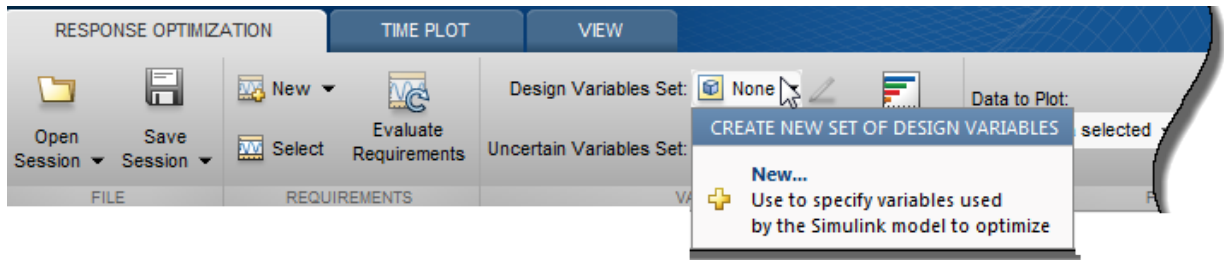 RESPONSE OPTIMIZATION TIME PLOT VIEW
New
Design Variables Set: None
Data to Plot:
Open Session
Save Session
Select
Evaluate Requirements
Uncertain Variables Set:
selected
CREATE NEW SET OF DESIGN VARIABLES
New...
Use to specify variables used
by the Simulink model to optimize
FILE REQUIREMENTS